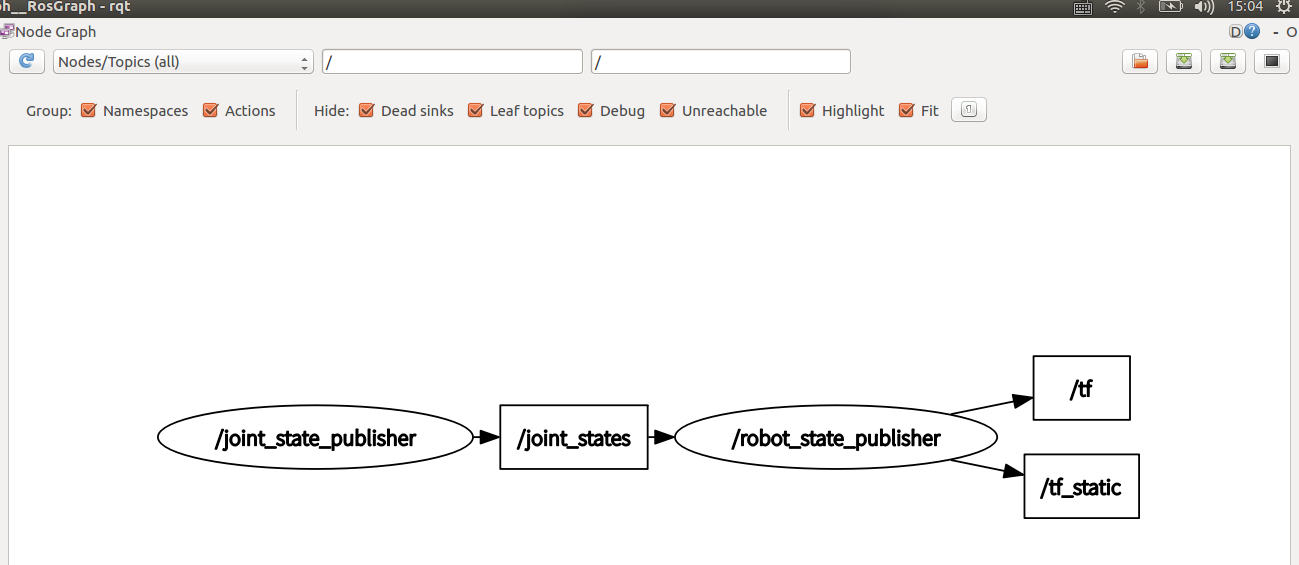 ph__RosGraph - rqt 15:04
Node Graph D ? - O
Nodes/Topics (all) / /
Group: Namespaces Actions Hide: Dead sinks Leaf topics Debug Unreachable Highlight Fit
/joint_state_publisher /joint_states /robot_state_publisher
/tf
/tf_static